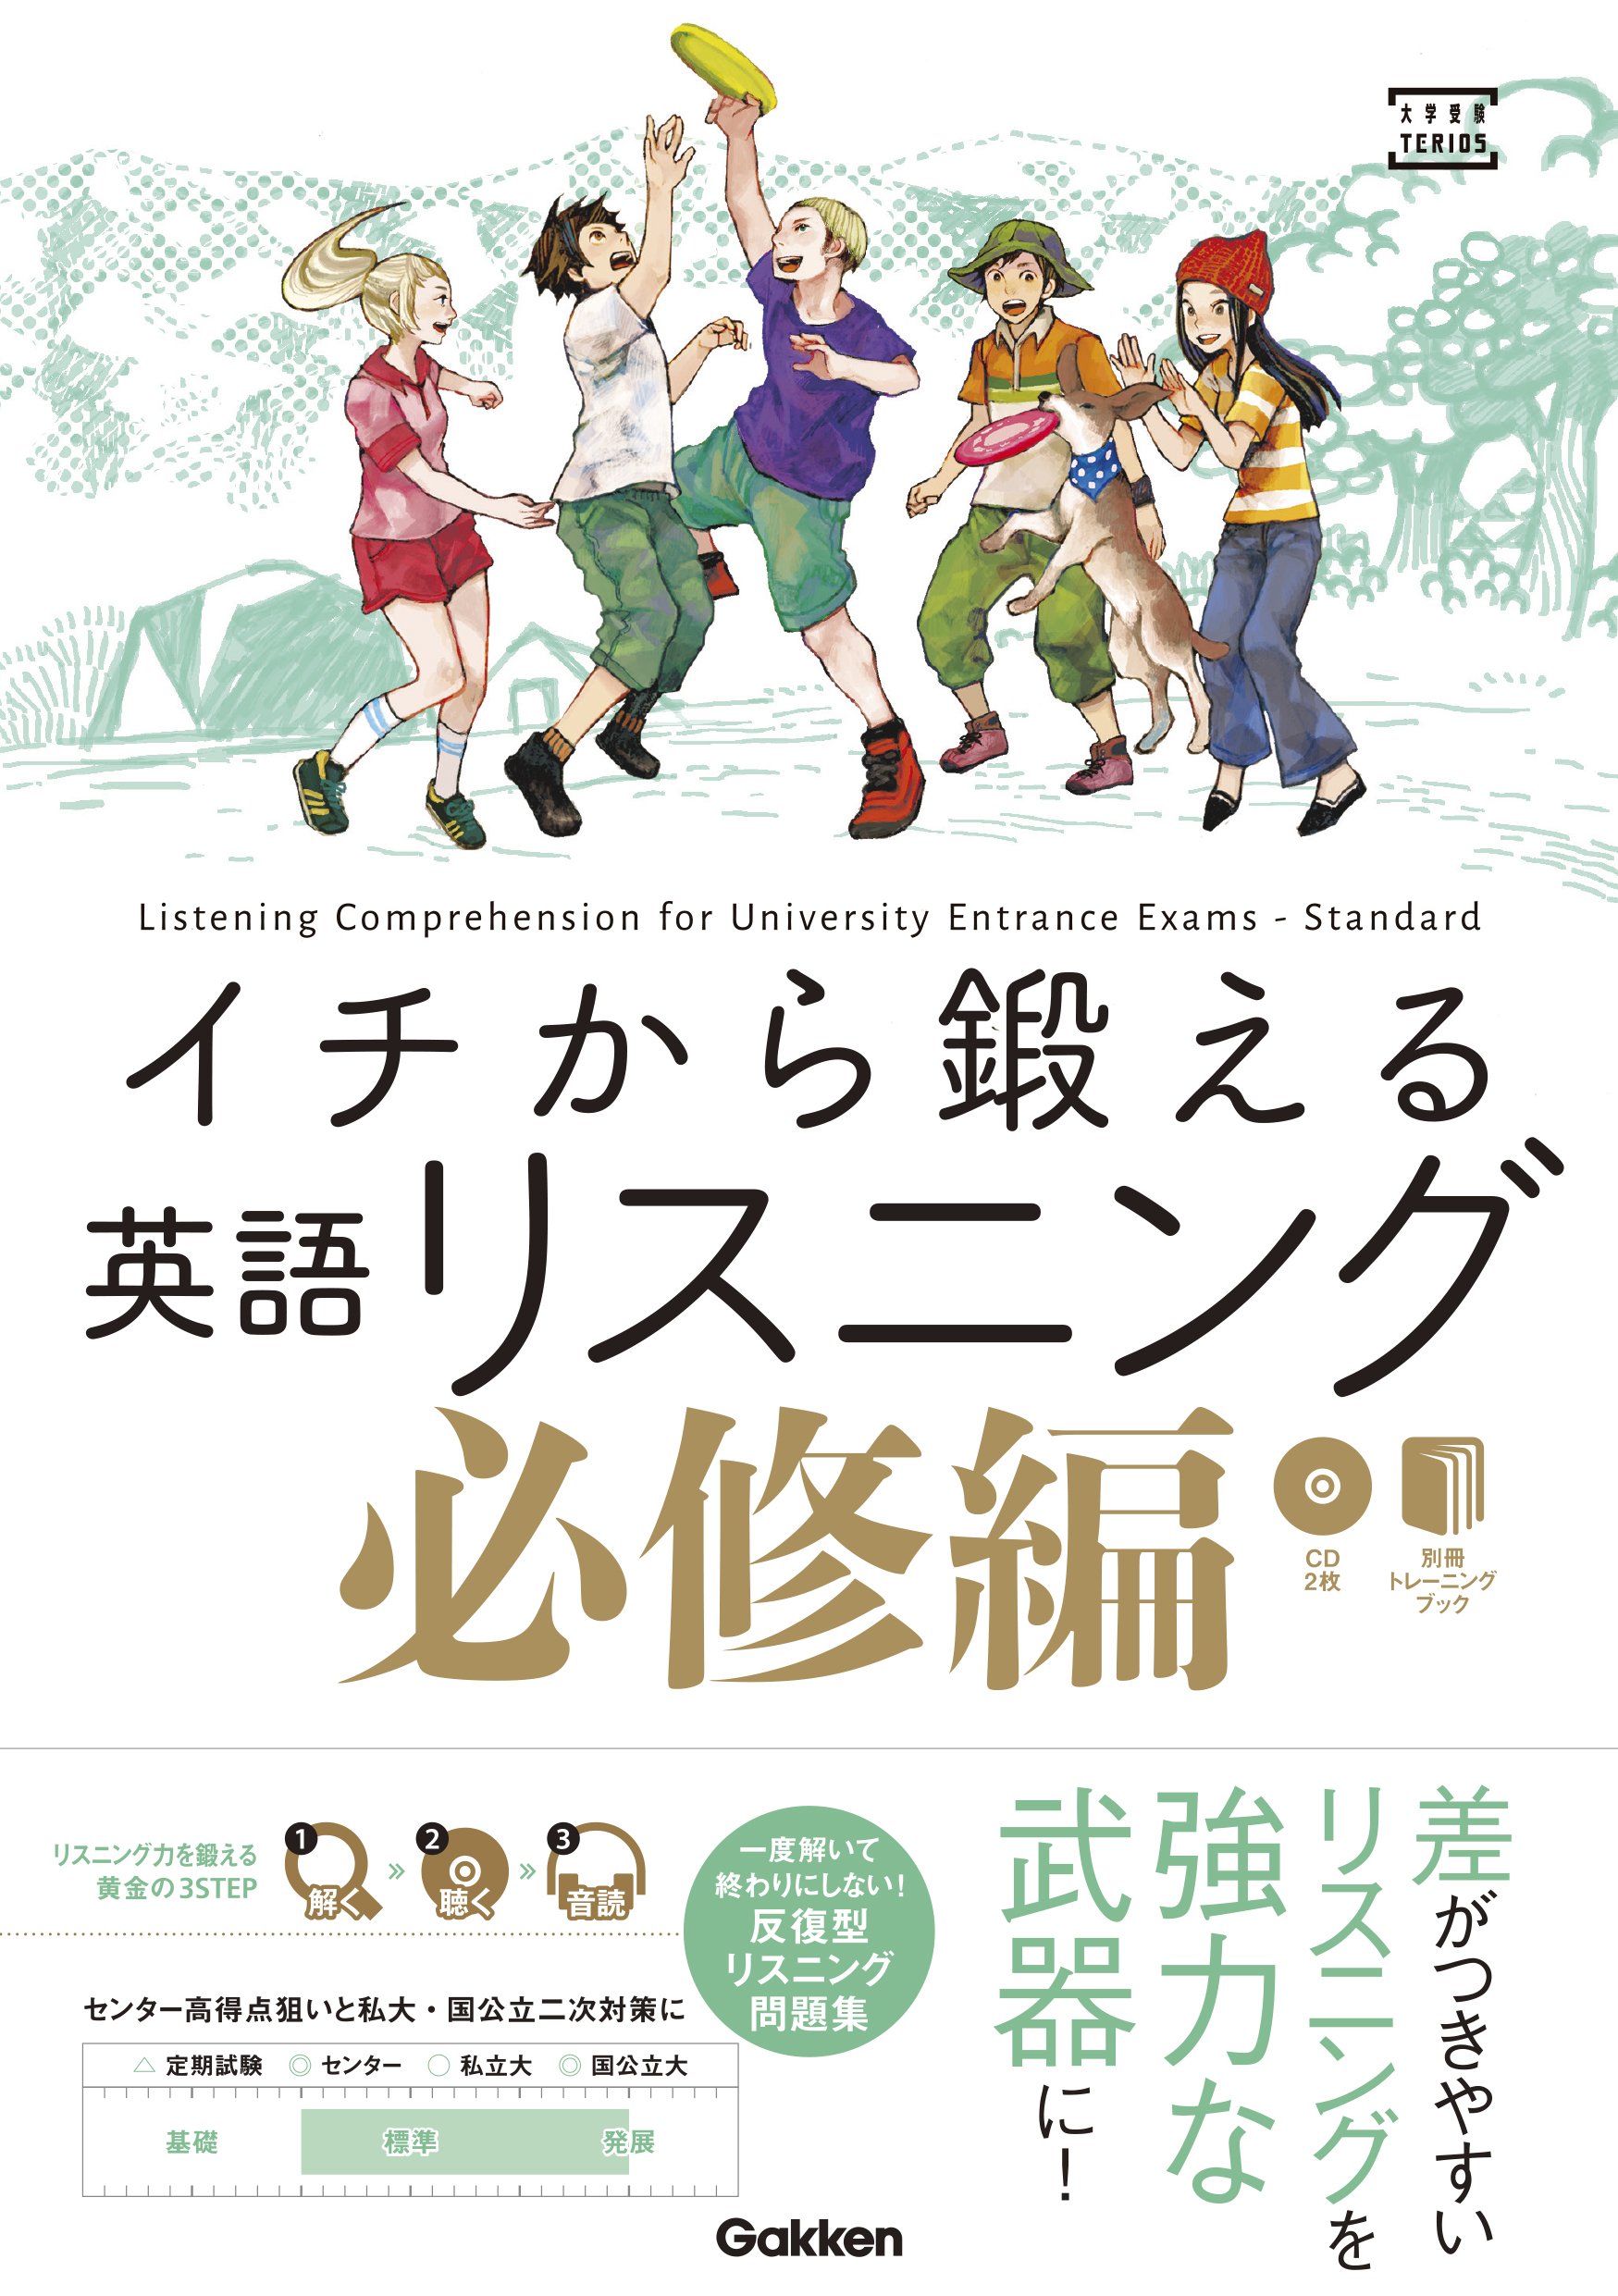 大学受験
TERIOS
Listening Comprehension for University Entrance Exams - Standard
イチから鍛える
英語リスニング
必修編
CD
2枚
別冊
トレーニング
ブック
差がつきやすい
リスニングを
強力な
武器に！
リスニング力を鍛える
黄金の3STEP
1
解く
»
2
聴く
»
3
音読
一度解いて
終わりにしない！
反復型
リスニング
問題集
センター高得点狙いと私大・国公立二次対策に
△ 定期試験 ◎ センター ○ 私立大 ◎ 国公立大
基礎 標準 発展
Gakken